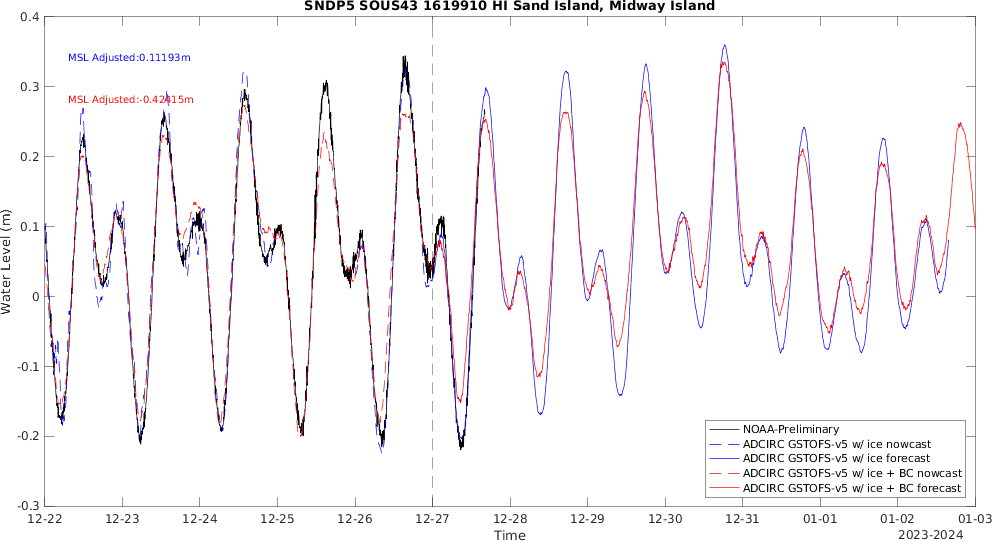 SNDP5 SOUS43 1619910 HI Sand Island, Midway Island
0.4
0.3
0.2
0.1
0
-0.1
-0.2
-0.3
Water Level (m)
MSL Adjusted:0.11193m
MSL Adjusted:-0.42415m
NOAA-Preliminary
ADCIRC GSTOFS-v5 w/ ice nowcast
ADCIRC GSTOFS-v5 w/ ice forecast
ADCIRC GSTOFS-v5 w/ ice + BC nowcast
ADCIRC GSTOFS-v5 w/ ice + BC forecast
12-22 12-23 12-24 12-25 12-26 12-27 12-28 12-29 12-30 12-31 01-01 01-02 01-03
Time
2023-2024